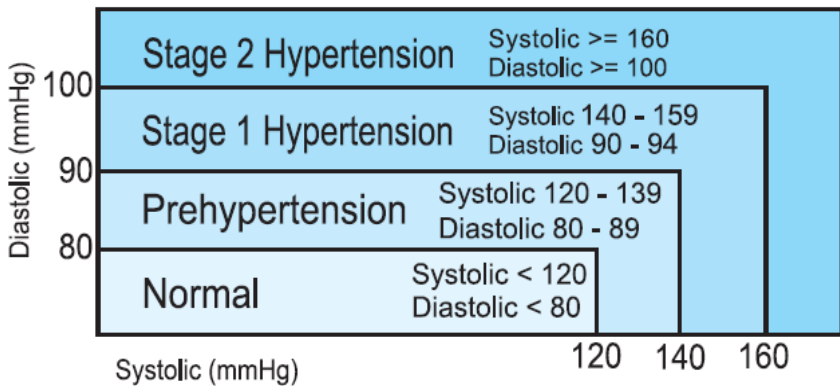 Stage 2 Hypertension
Systolic >= 160
Diastolic >= 100
100
Stage 1 Hypertension
Systolic 140 - 159
Diastolic 90 - 94
90
Prehypertension
Systolic 120 - 139
Diastolic 80 - 89
80
Normal
Systolic < 120
Diastolic < 80
Diastolic (mmHg)
120 140 160
Systolic (mmHg)